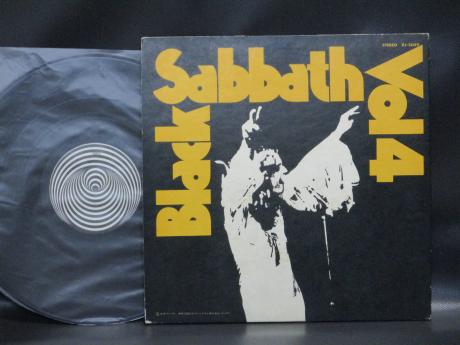 Black
Sabbath
Vol 4
STEREO